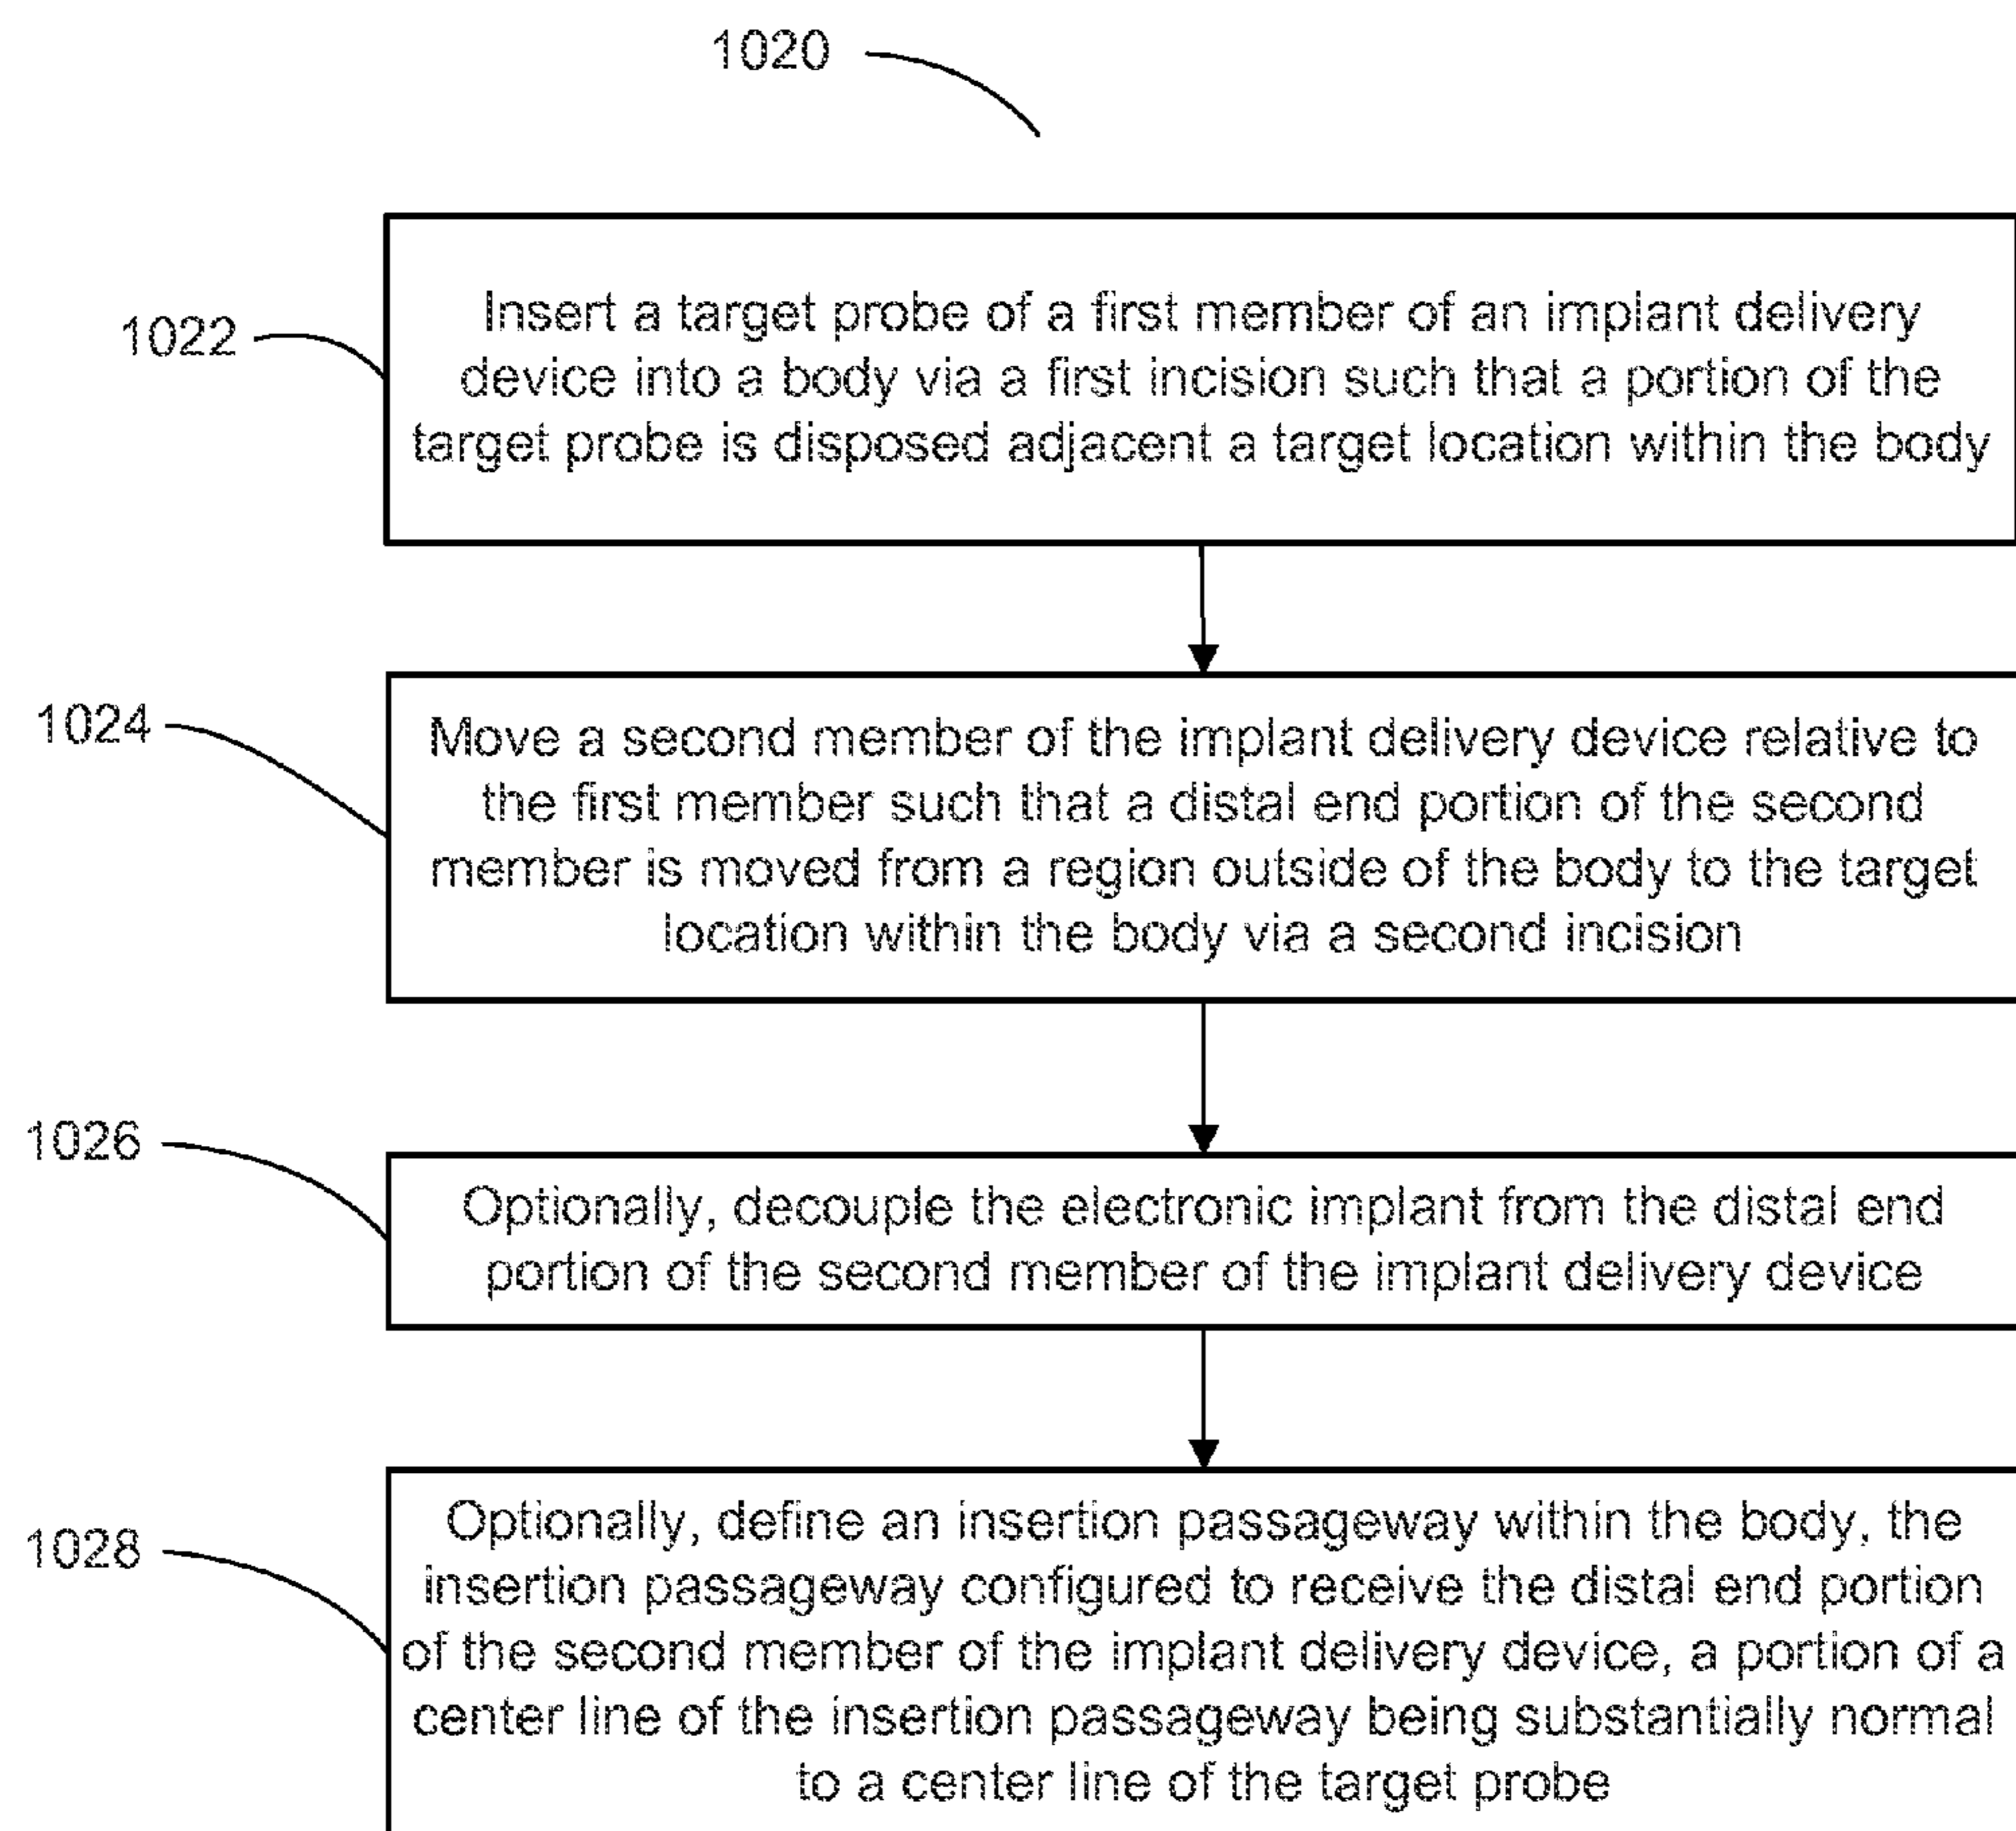 1020
1022
Insert a target probe of a first member of an implant delivery
device into a body via a first incision such that a portion of the
target probe is disposed adjacent a target location within the body
1024
Move a second member of the implant delivery device relative to
the first member such that a distal end portion of the second
member is moved from a region outside of the body to the target
location within the body via a second incision
1026
Optionally, decouple the electronic implant from the distal end
portion of the second member of the implant delivery device
1028
Optionally, define an insertion passageway within the body, the
insertion passageway configured to receive the distal end portion
of the second member of the implant delivery device, a portion of a
center line of the insertion passageway being substantially normal
to a center line of the target probe